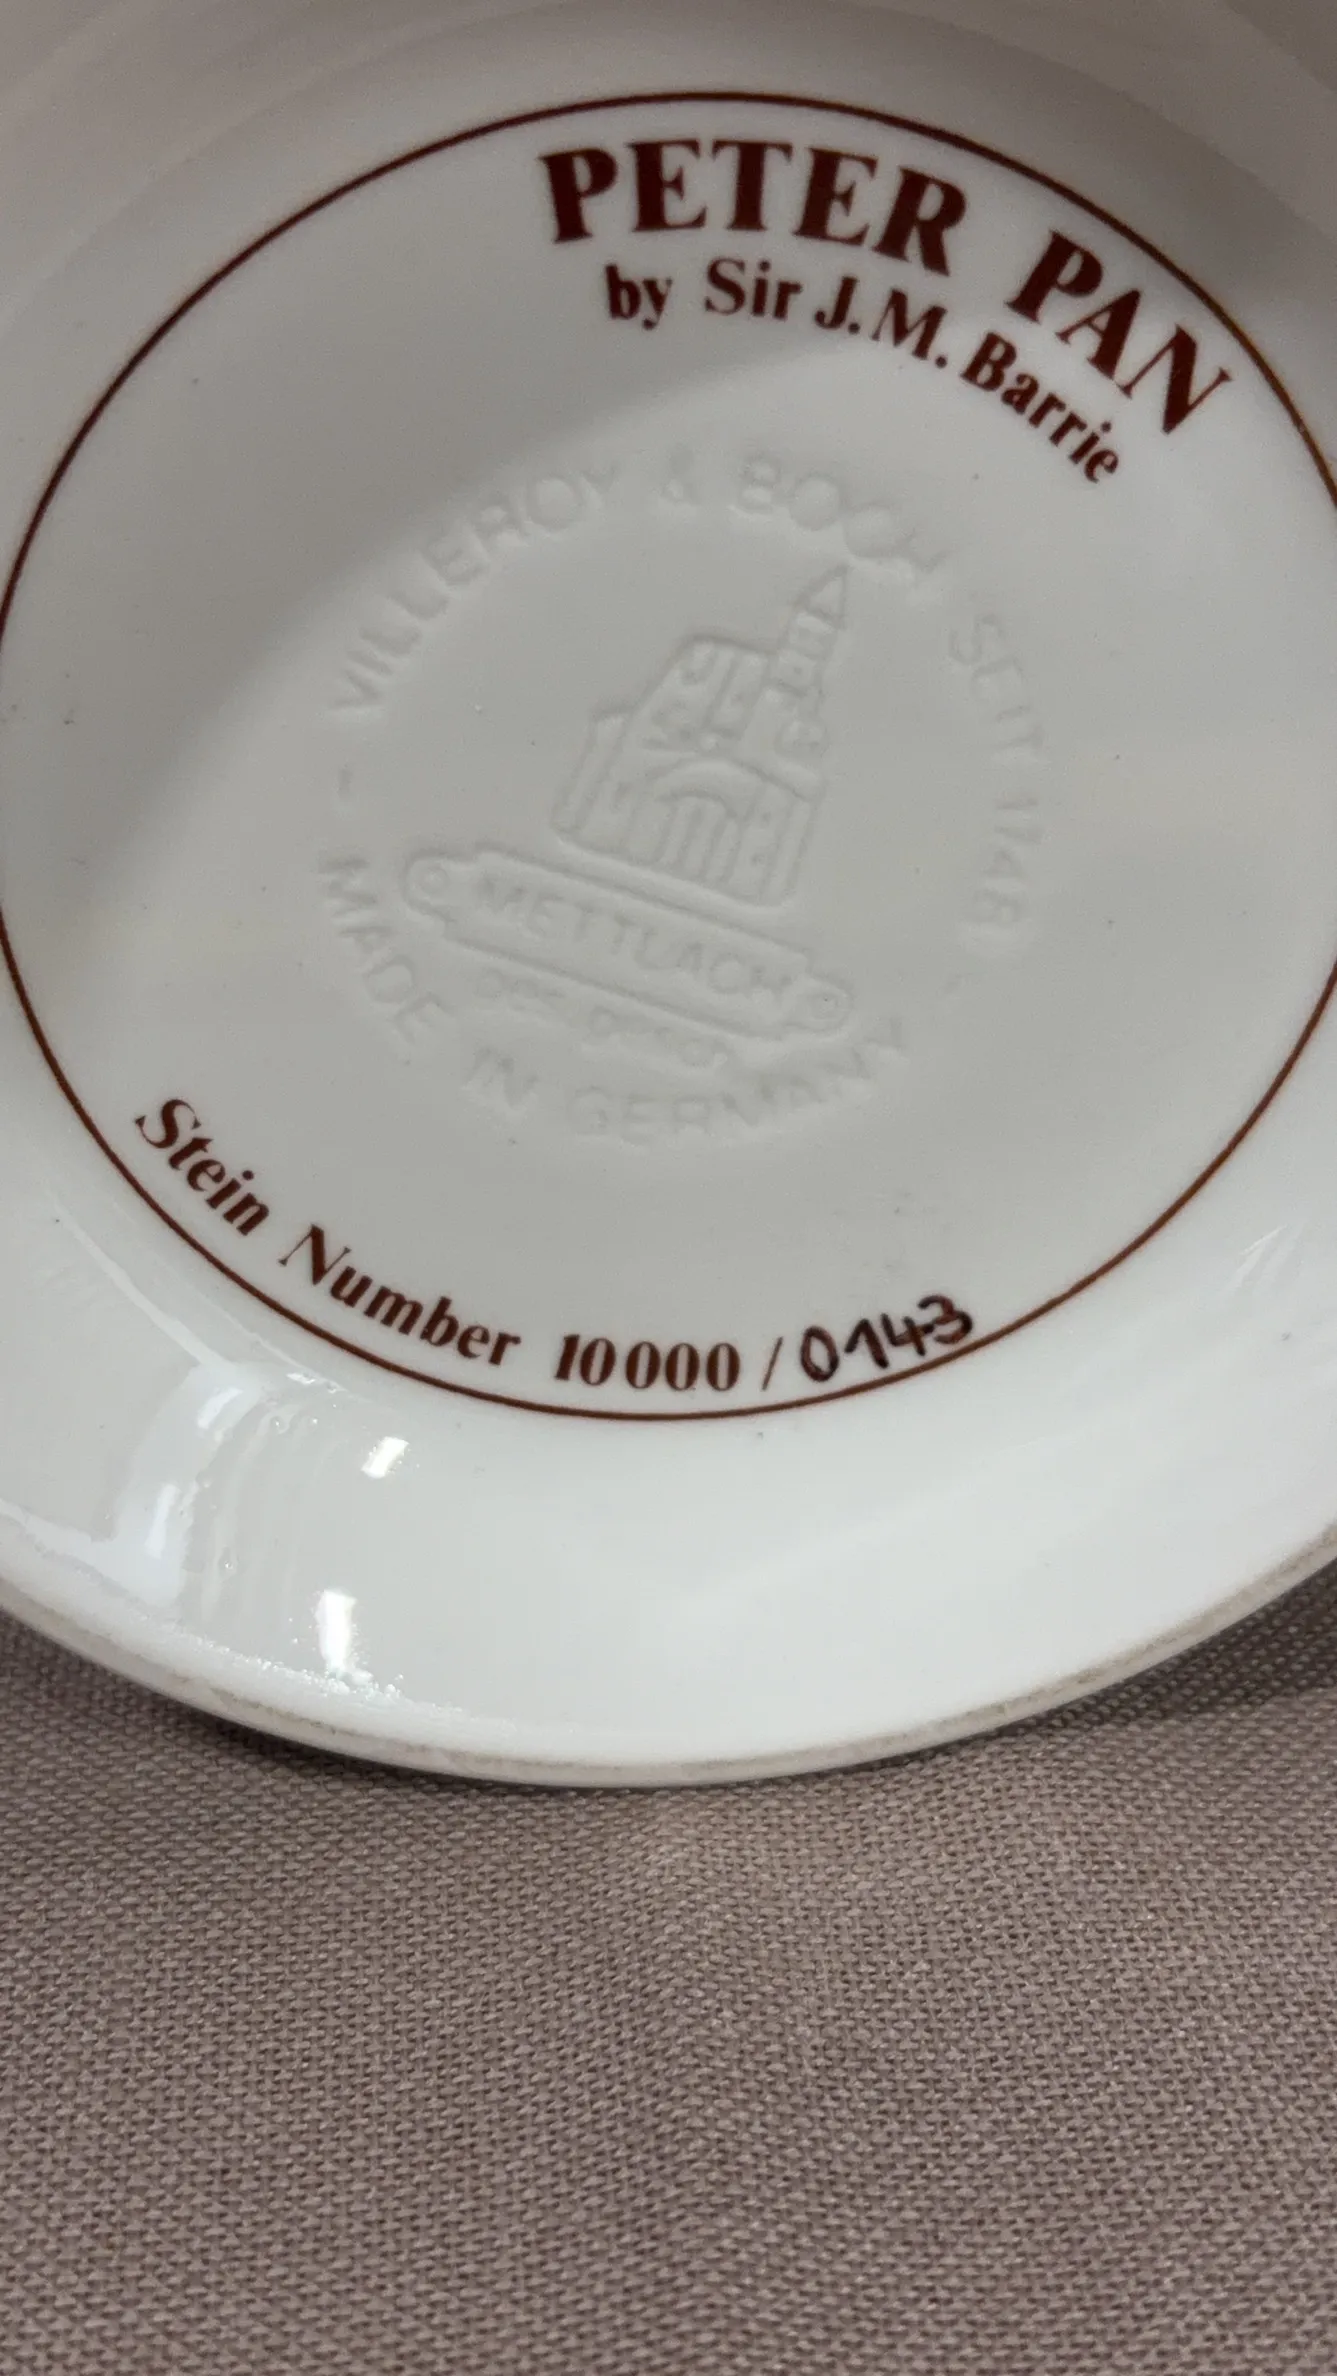 PETER PAN
by Sir J.M. Barrie
VILLEROY & BOCH SEIT 1748
METTLACH
MADE IN GERMANY
Stein Number 10000 / 0143